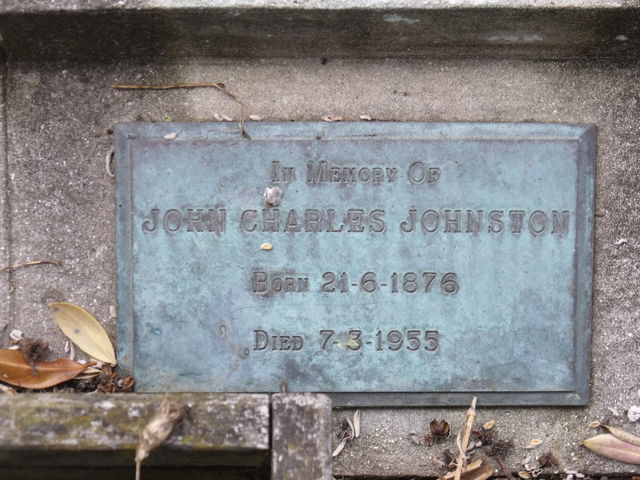 In Memory Of
JOHN CHARLES JOHNSTON
Born 21-6-1876
Died 7-3-1955